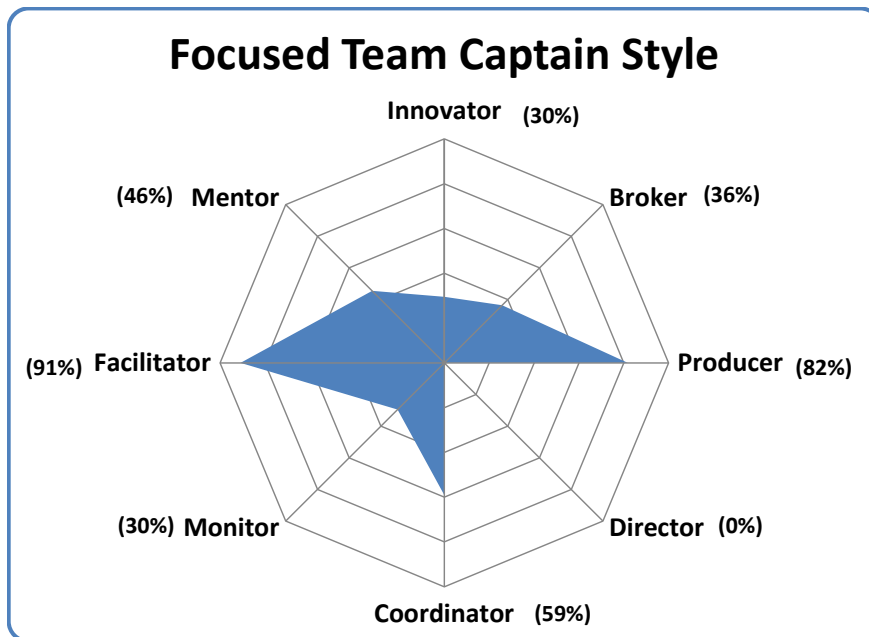 Focused Team Captain Style
Innovator (30%)
(46%) Mentor
Broker (36%)
(91%) Facilitator
Producer (82%)
(30%) Monitor
Director (0%)
Coordinator (59%)